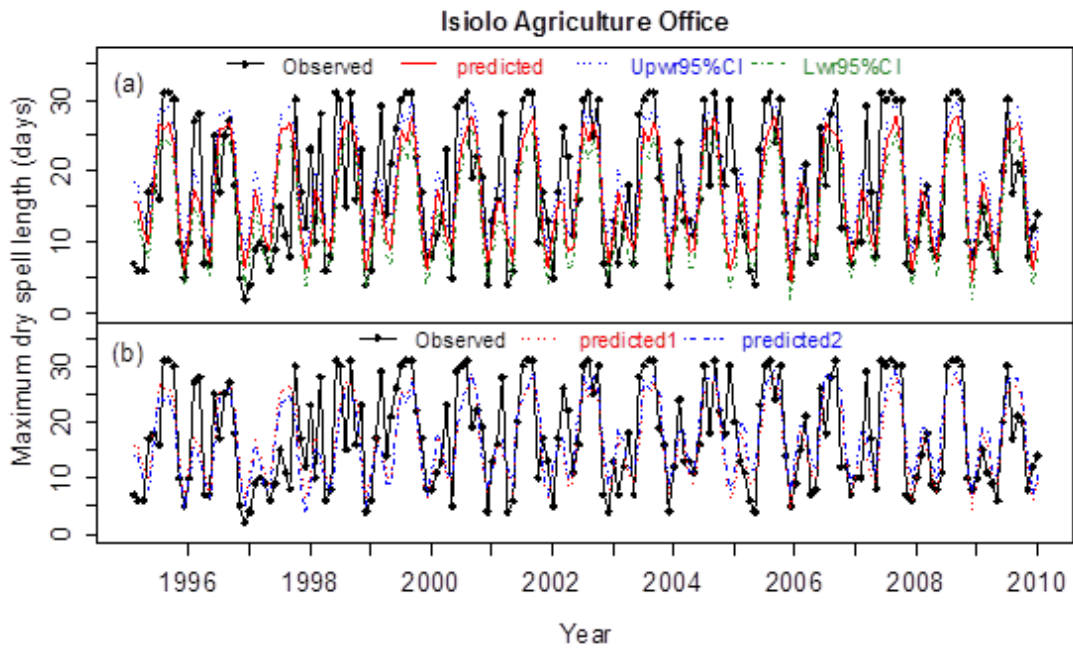 Isiolo Agriculture Office
Maximum dry spell length (days)
(a) Observed predicted Upwr95%CI Lwr95%CI
30
20
10
0
(b) Observed predicted1 predicted2
30
20
10
0
1996 1998 2000 2002 2004 2006 2008 2010
Year